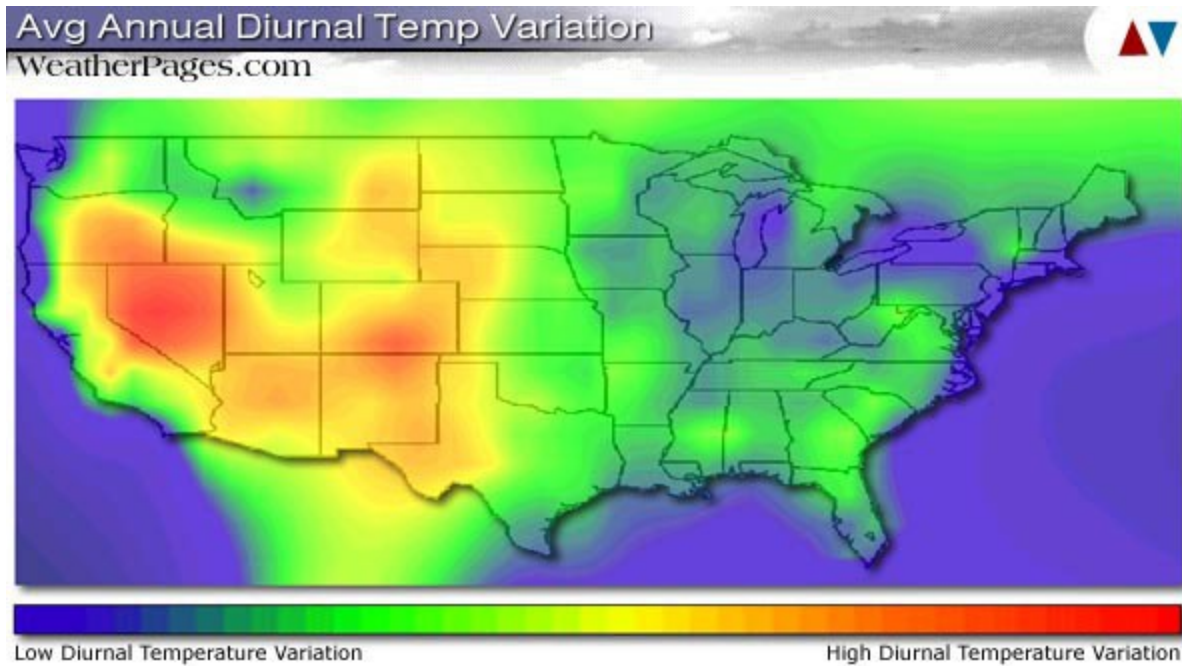 Avg Annual Diurnal Temp Variation
WeatherPages.com
Low Diurnal Temperature Variation
High Diurnal Temperature Variation